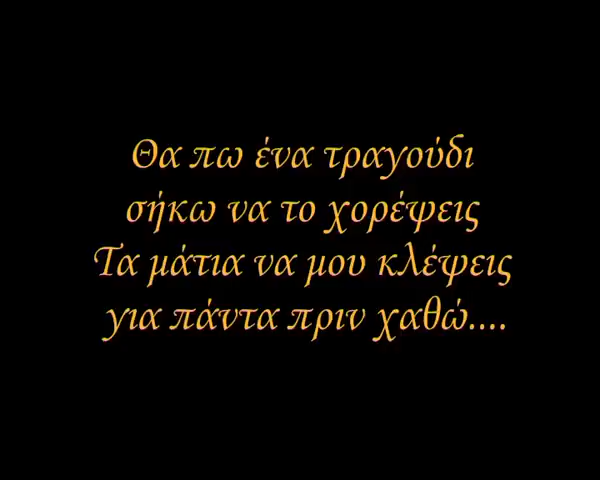 Θα πω ένα τραγούδι
σήκω να το χορέψεις
Τα μάτια να μου κλέψεις
για πάντα πριν χαθώ....